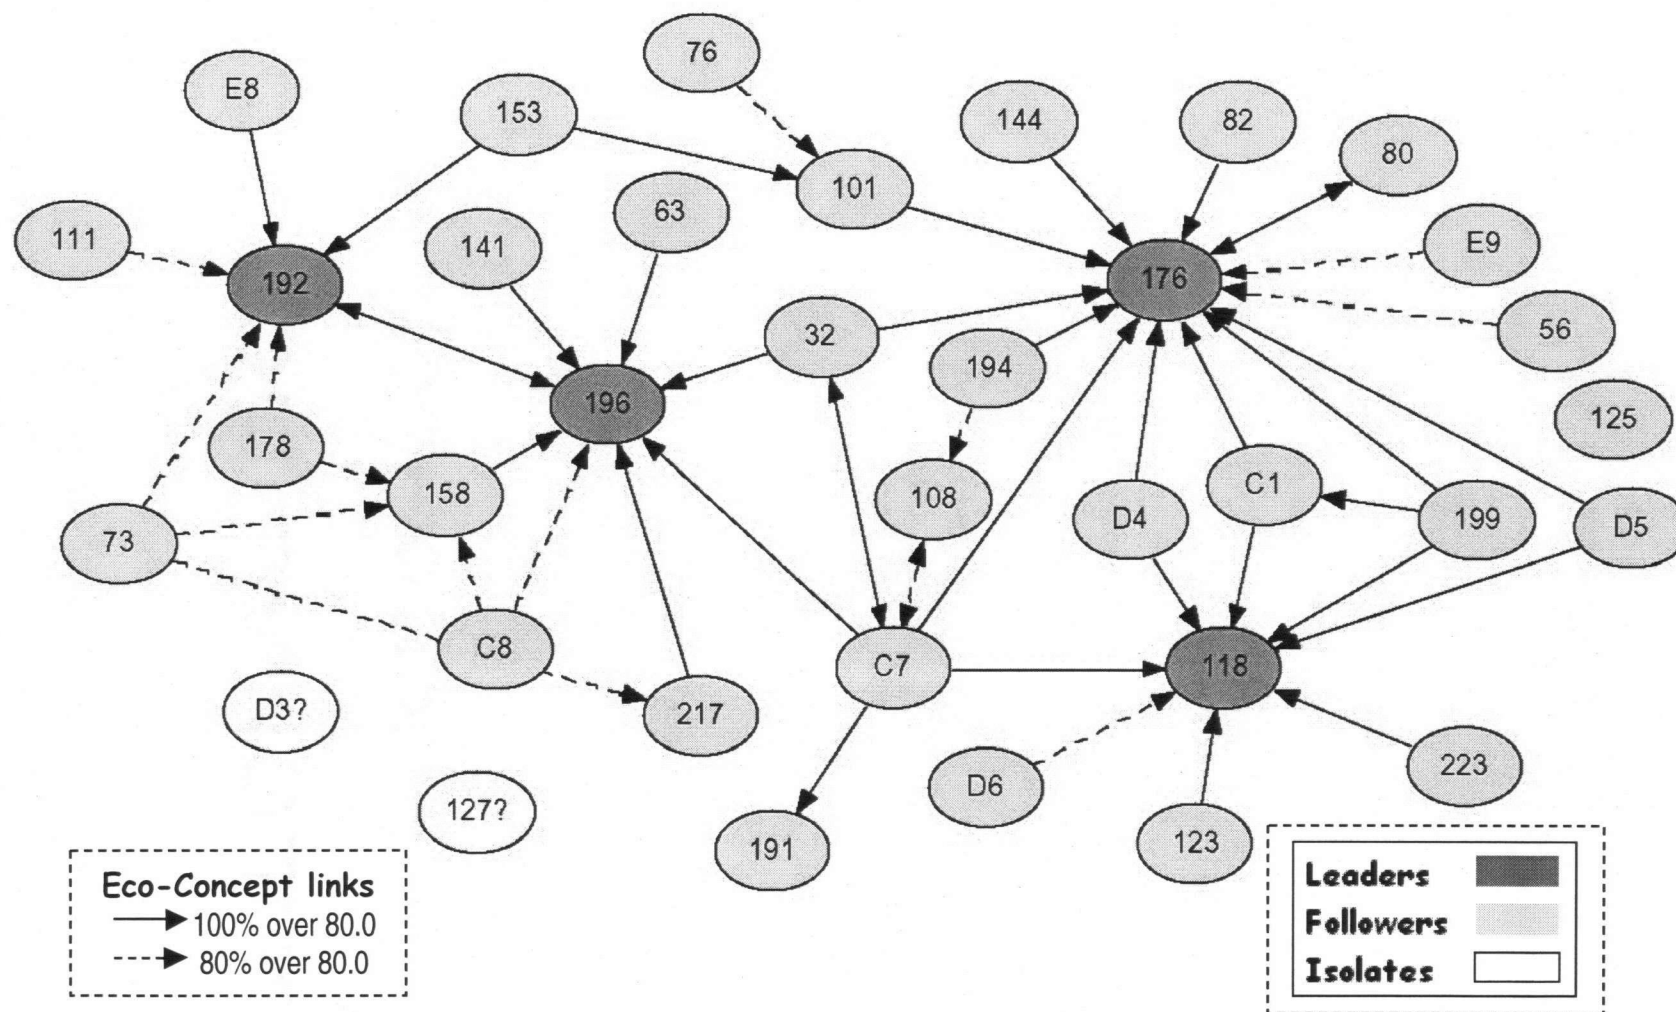 76
E8
153
144
82
80
101
63
111
141
E9
192
176
32
56
194
196
125
178
158
108
C1
D4
199
D5
73
C8
C7
118
D3?
217
223
D6
127?
123
191
Eco-Concept links
100% over 80.0
80% over 80.0
Leaders
Followers
Isolates